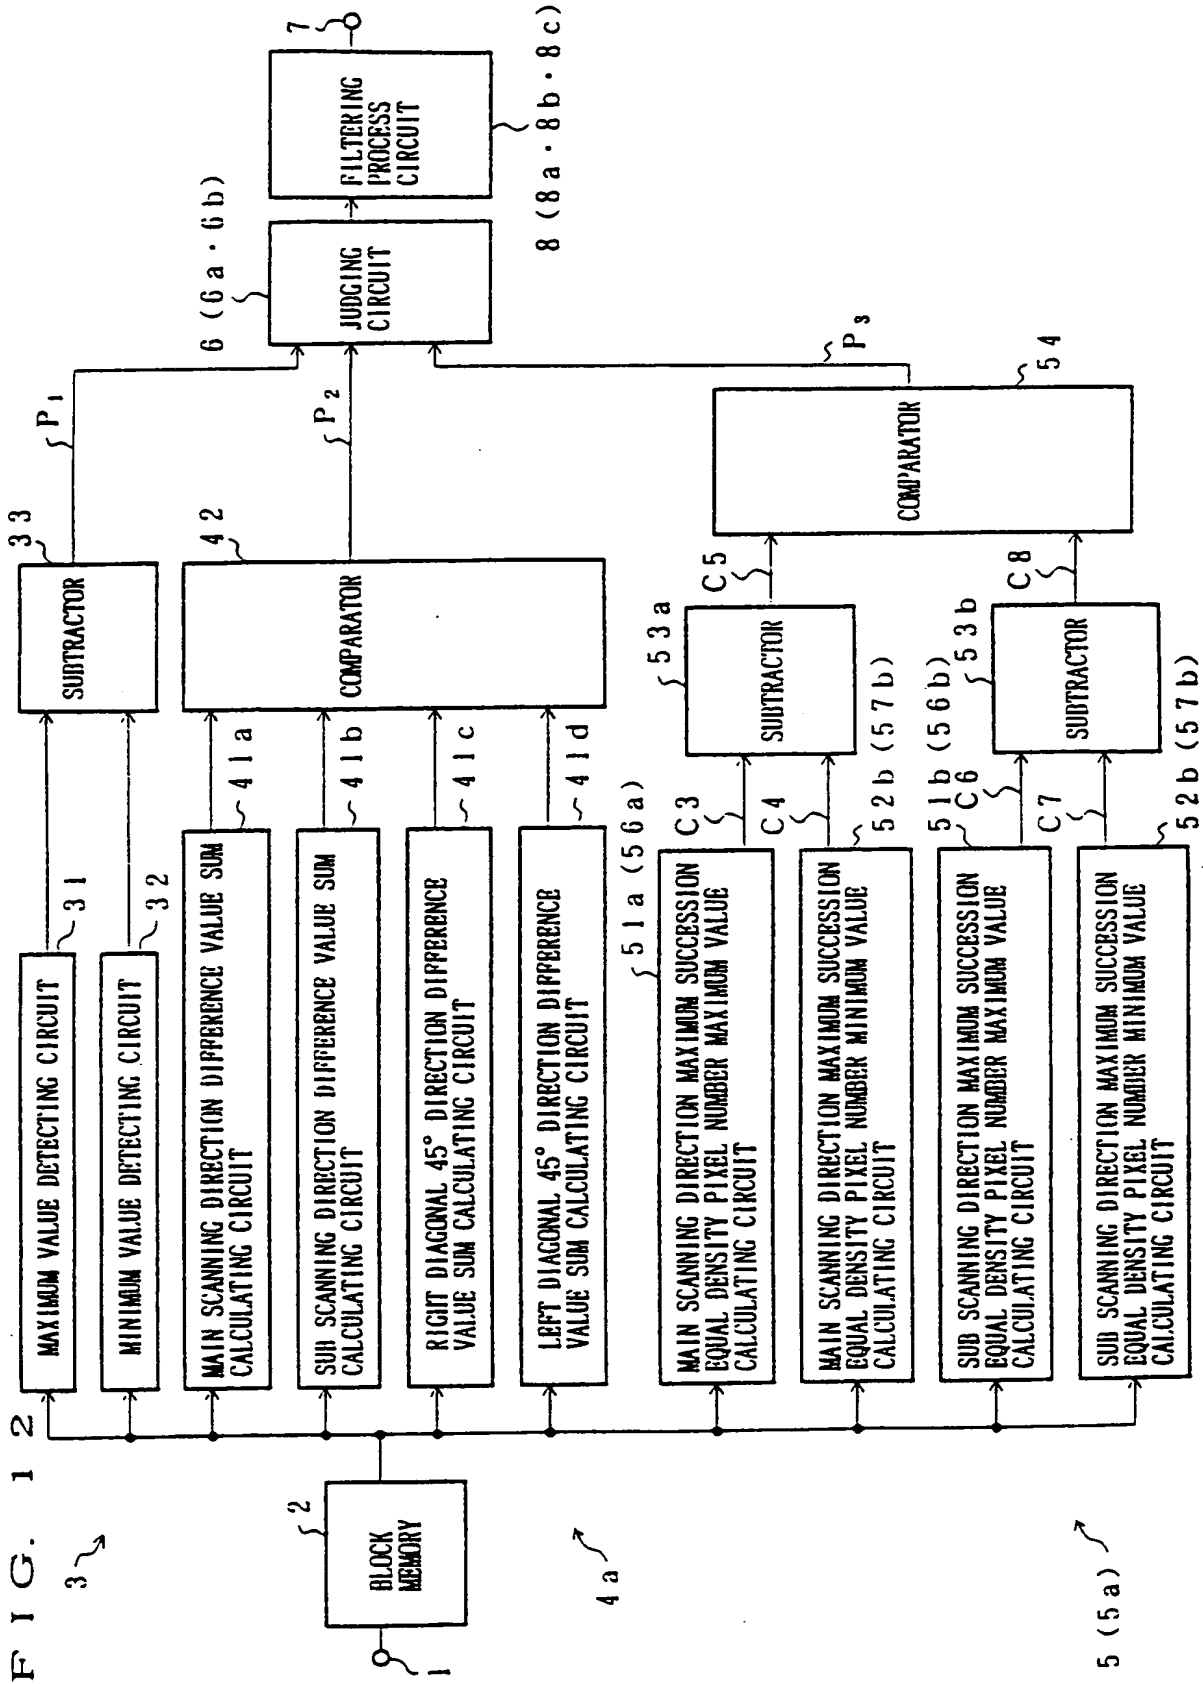 FIG. 12
3
1
2
BLOCK
MEMORY
4a
5 (5a)
MAXIMUM VALUE DETECTING CIRCUIT
31
MINIMUM VALUE DETECTING CIRCUIT
32
MAIN SCANNING DIRECTION DIFFERENCE VALUE SUM
CALCULATING CIRCUIT
41a
SUB SCANNING DIRECTION DIFFERENCE VALUE SUM
CALCULATING CIRCUIT
41b
RIGHT DIAGONAL 45° DIRECTION DIFFERENCE
VALUE SUM CALCULATING CIRCUIT
41c
LEFT DIAGONAL 45° DIRECTION DIFFERENCE
VALUE SUM CALCULATING CIRCUIT
41d
MAIN SCANNING DIRECTION MAXIMUM SUCCESSION
EQUAL DENSITY PIXEL NUMBER MAXIMUM VALUE
CALCULATING CIRCUIT
51a (56a)
MAIN SCANNING DIRECTION MAXIMUM SUCCESSION
EQUAL DENSITY PIXEL NUMBER MINIMUM VALUE
CALCULATING CIRCUIT
52b (57b)
SUB SCANNING DIRECTION MAXIMUM SUCCESSION
EQUAL DENSITY PIXEL NUMBER MAXIMUM VALUE
CALCULATING CIRCUIT
51b (56b)
SUB SCANNING DIRECTION MAXIMUM SUCCESSION
EQUAL DENSITY PIXEL NUMBER MINIMUM VALUE
CALCULATING CIRCUIT
52b (57b)
C3
C4
C6
C7
SUBTRACTOR
33
COMPARATOR
42
SUBTRACTOR
53a
SUBTRACTOR
53b
C5
C8
COMPARATOR
54
P1
P2
P3
JUDGING
CIRCUIT
6 (6a・6b)
FILTERING
PROCESS
CIRCUIT
8 (8a・8b・8c)
7